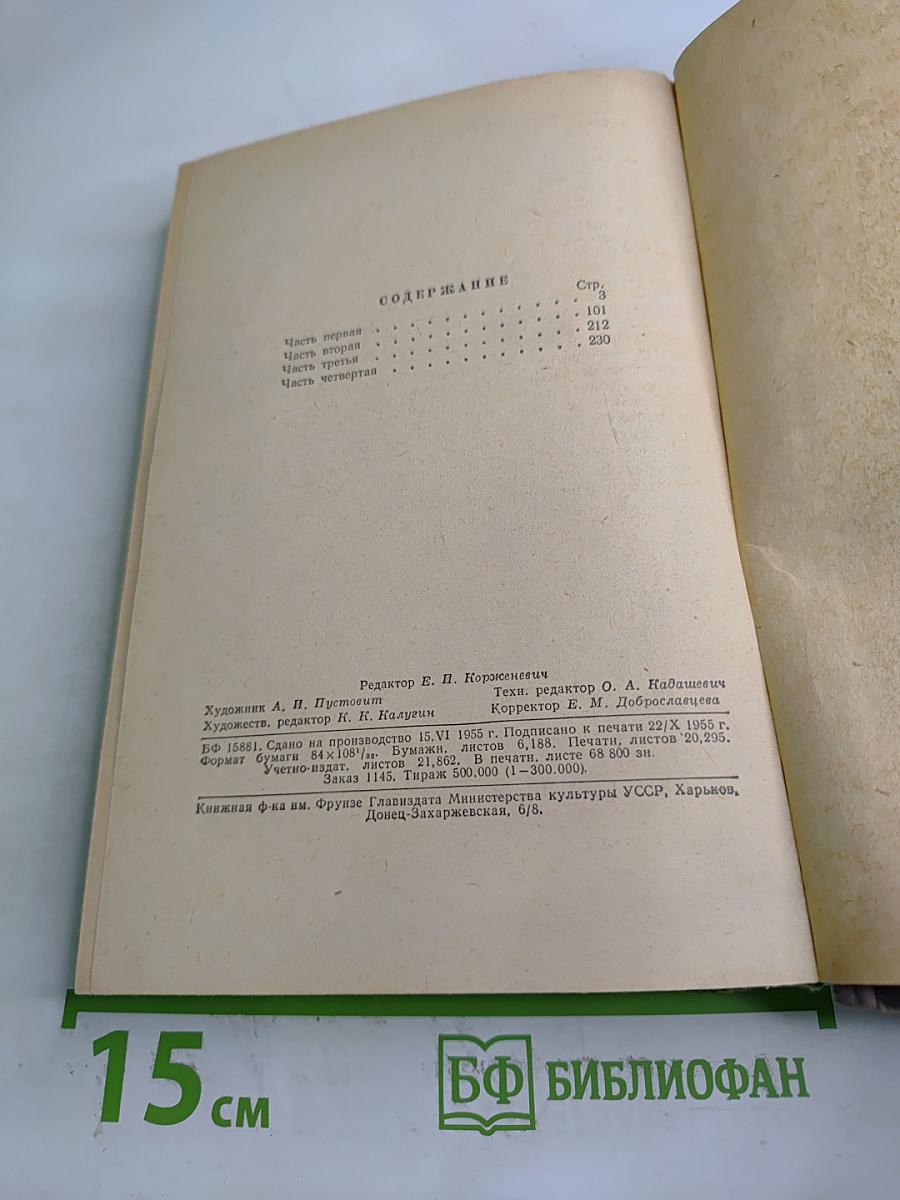 СОДЕРЖАНИЕ
Стр.
Часть первая . . . . . . . . . . . . 3
Часть вторая . . . . . . . . . . . . 101
Часть третья . . . . . . . . . . . . 212
Часть четвертая . . . . . . . . . . . 230
Редактор Е. П. Корженевич
Художник А. И. Пустовит
Техн. редактор О. А. Кадашевич
Художеств. редактор К. К. Калугин
Корректор Е. М. Доброславцева
БФ 15881. Сдано на производство 15.VI 1955 г. Подписано к печати 22/X 1955 г.
Формат бумаги 84×108¹/₃₂. Бумажн. листов 6,188. Печатн. листов 20,295.
Учетно-издат. листов 21,862. В печатн. листе 68 800 зн.
Заказ 1145. Тираж 500.000 (1—300.000).
Книжная ф-ка им. Фрунзе Главиздата Министерства культуры УССР, Харьков,
Донец-Захаржевская, 6/8.
15 см
БФ БИБЛИОФАН